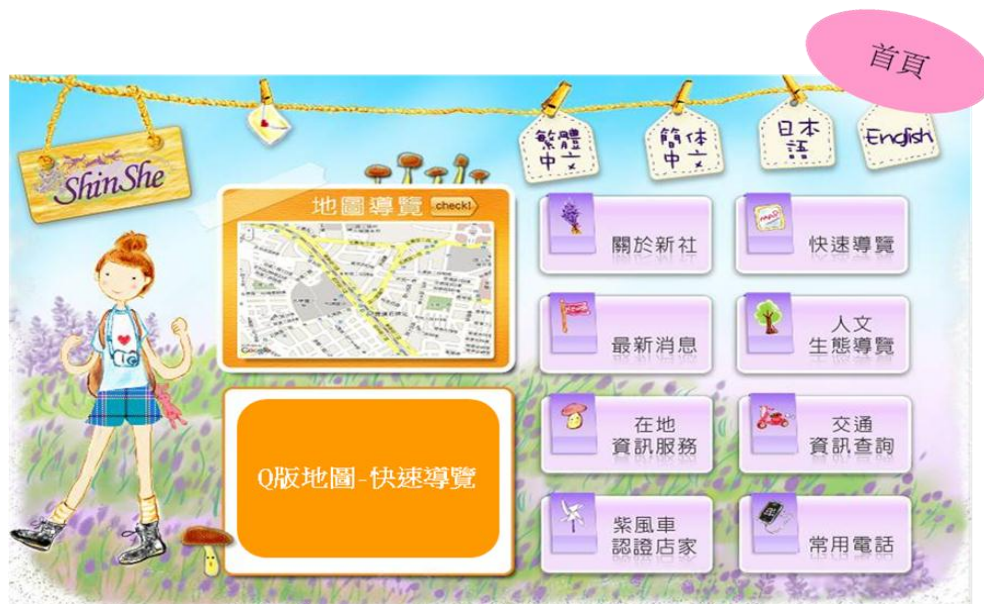 首頁
ShinShe
繁體
中文
簡体
中文
日本
語
English
地圖導覽 check!
Google
關於新社
快速導覽
最新消息
人文
生態導覽
在地
資訊服務
交通
資訊查詢
Q版地圖-快速導覽
紫風車
認證店家
常用電話